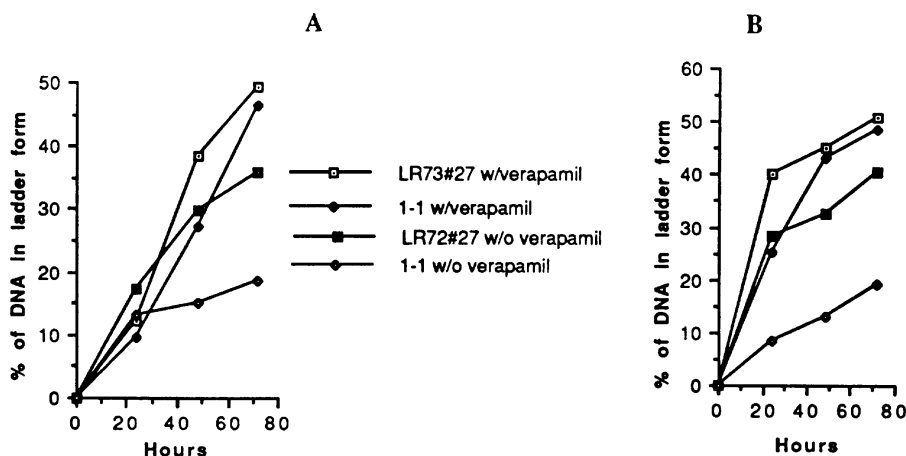 A
% of DNA in ladder form
50
40
30
20
10
0
0 20 40 60 80
Hours
LR73#27 w/verapamil
1-1 w/verapamil
LR72#27 w/o verapamil
1-1 w/o verapamil
B
% of DNA in ladder form
60
50
40
30
20
10
0
0 20 40 60 80
Hours